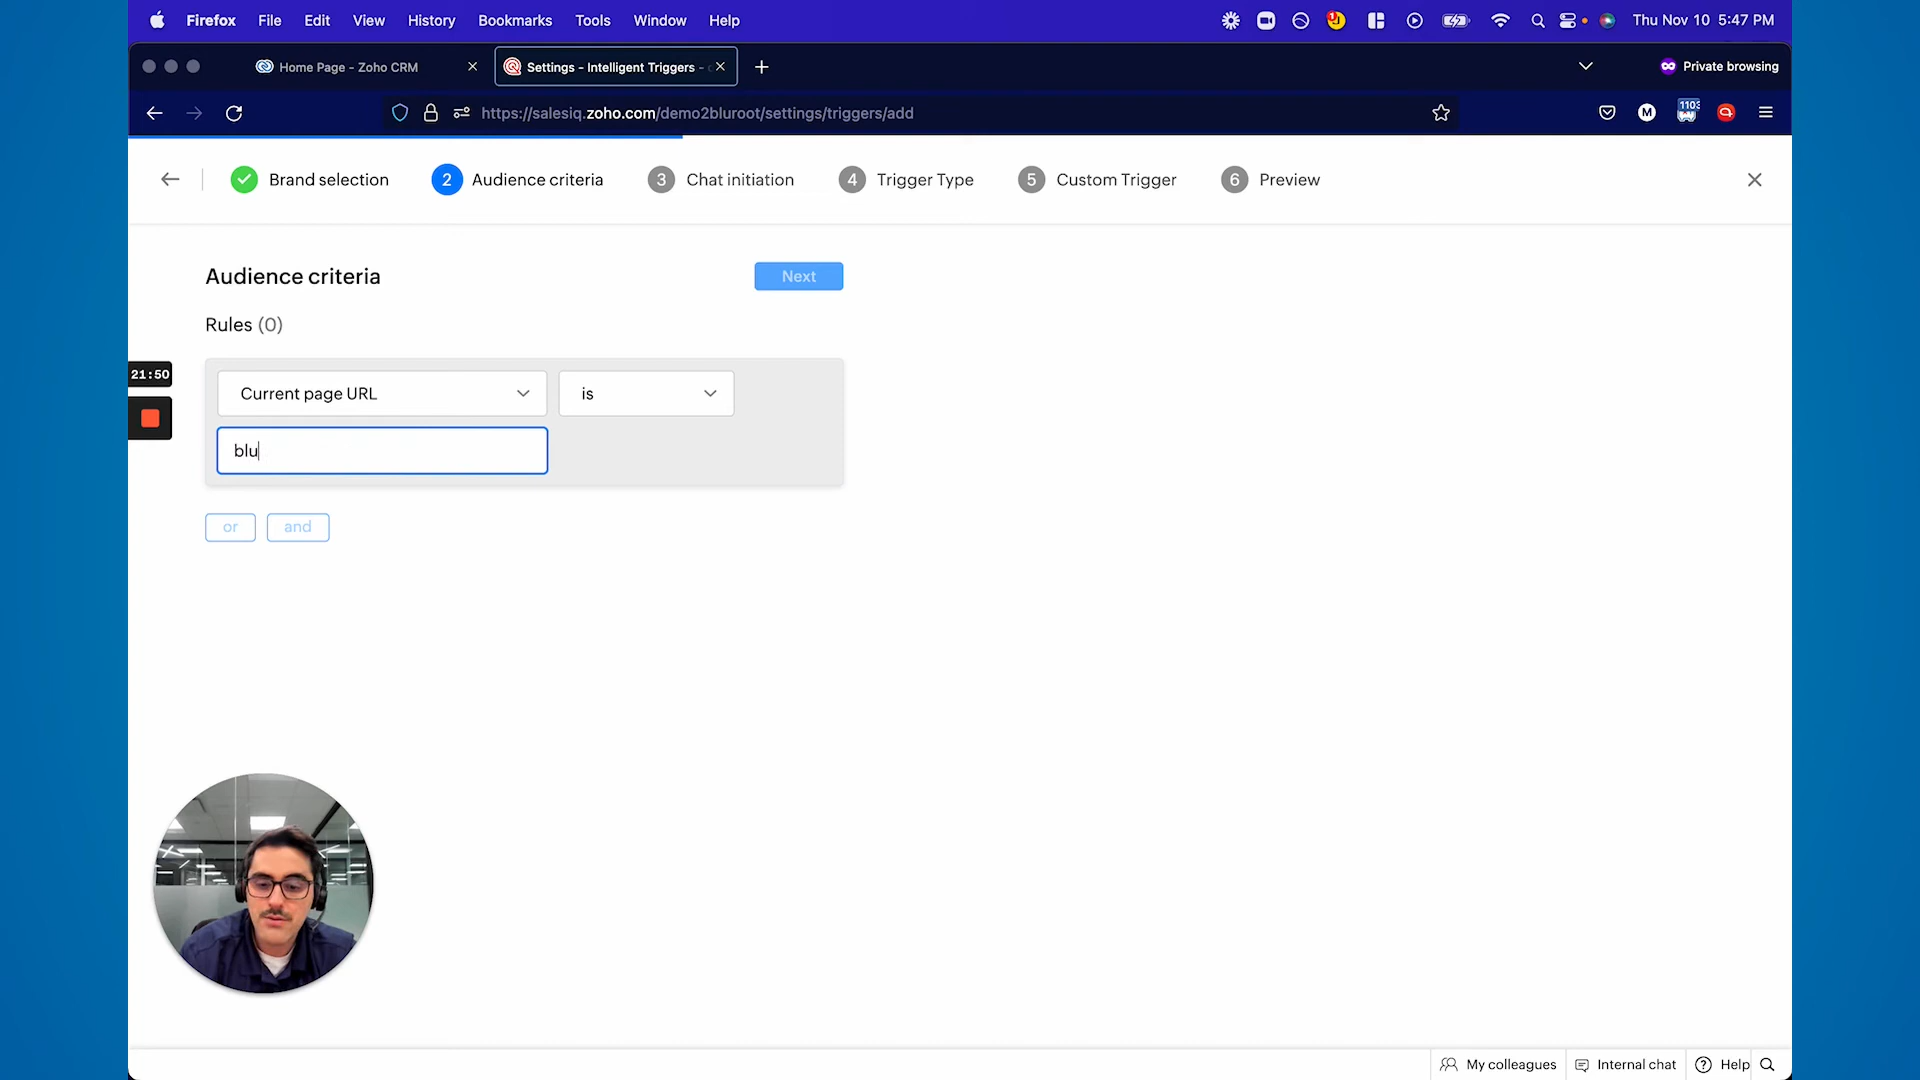 Firefox File Edit View History Bookmarks Tools Window Help Thu Nov 10 5:47 PM
Home Page - Zoho CRM Settings - Intelligent Triggers - Private browsing
https://salesiq.zoho.com/demo2bluroot/settings/triggers/add M 1103
Brand selection 2 Audience criteria 3 Chat initiation 4 Trigger Type 5 Custom Trigger 6 Preview
Audience criteria Next
Rules (0)
21:50
Current page URL is
blu
or and
My colleagues Internal chat Help